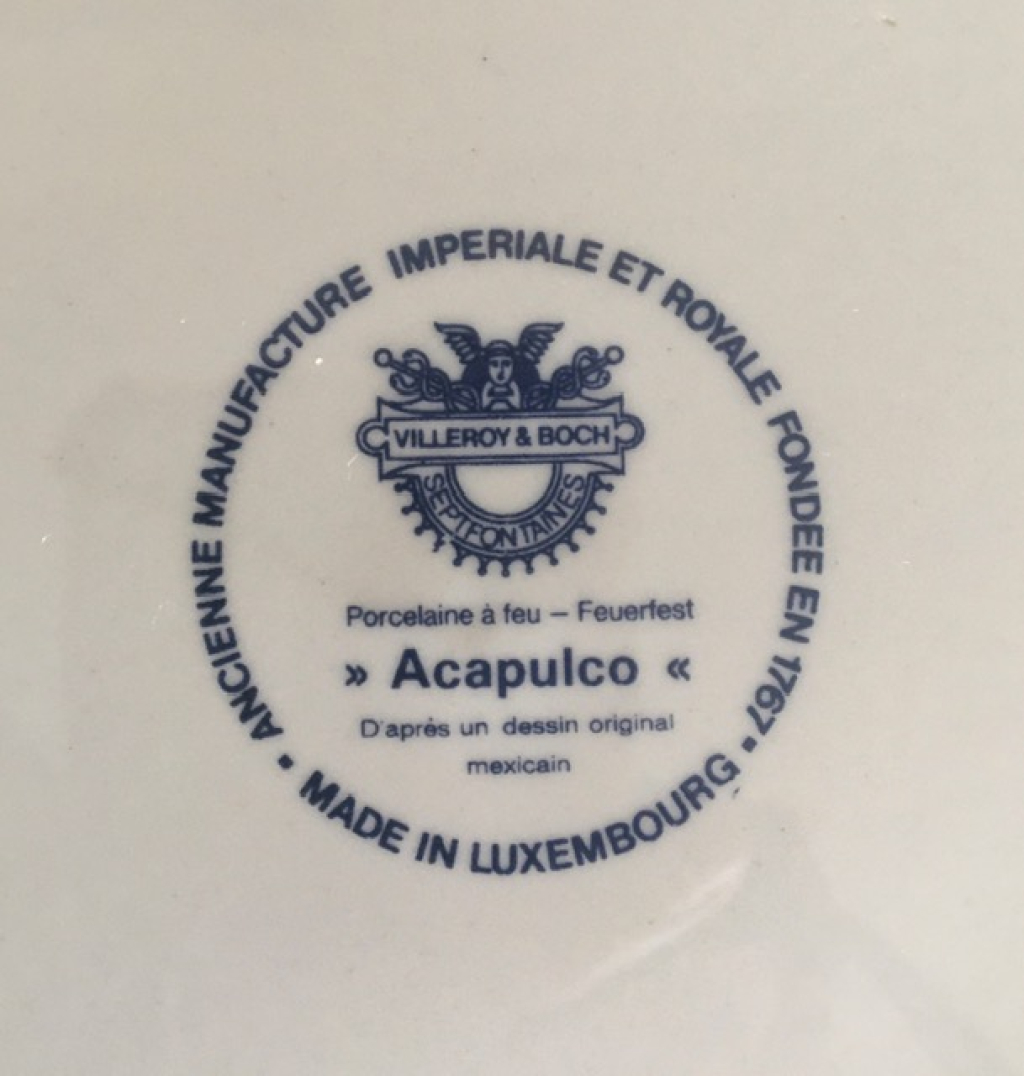 ANCIENNE MANUFACTURE IMPERIALE ET ROYALE FONDEE EN 1767 •
MADE IN LUXEMBOURG •
VILLEROY & BOCH
SEPTFONTAINES
Porcelaine à feu – Feuerfest
» Acapulco «
D'après un dessin original
mexicain